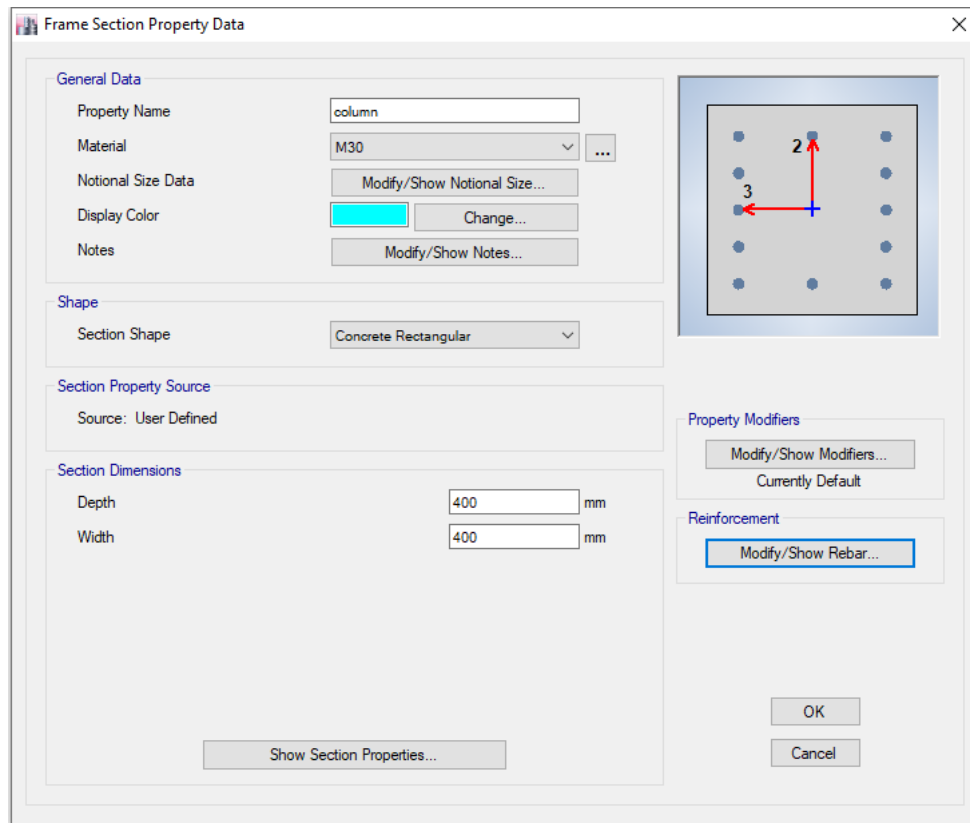 Frame Section Property Data
General Data
Property Name column
Material M30 ...
Notional Size Data Modify/Show Notional Size...
Display Color Change...
Notes Modify/Show Notes...
2
3
Shape
Section Shape Concrete Rectangular
Section Property Source
Source: User Defined
Property Modifiers
Modify/Show Modifiers...
Currently Default
Section Dimensions
Depth 400 mm
Width 400 mm
Reinforcement
Modify/Show Rebar...
Show Section Properties...
OK
Cancel